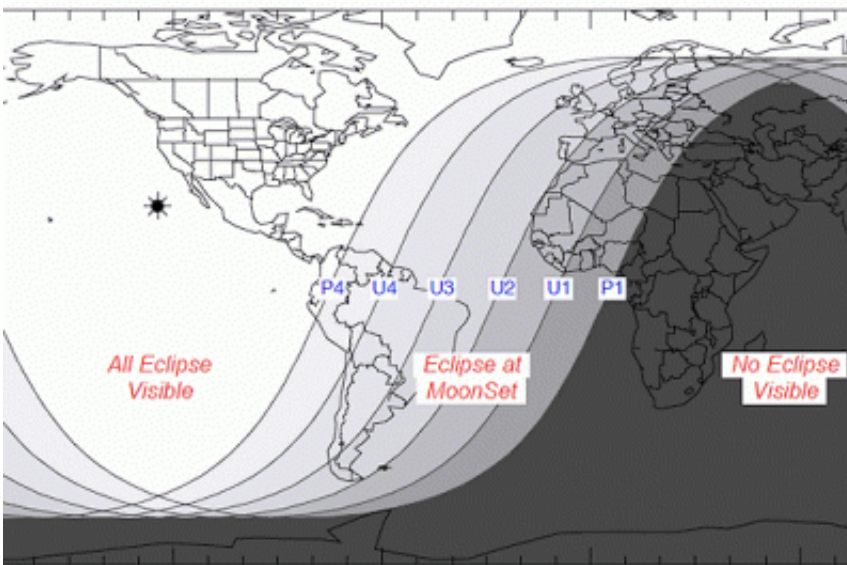 P4 U4 U3 U2 U1 P1
All Eclipse
Visible
Eclipse at
MoonSet
No Eclipse
Visible